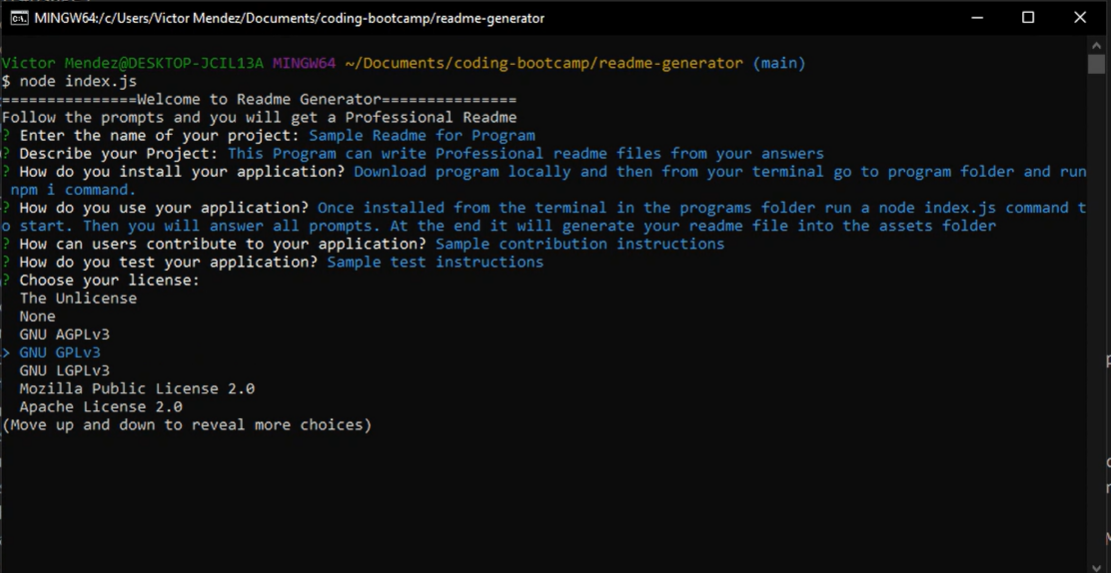 MINGW64:/c/Users/Victor Mendez/Documents/coding-bootcamp/readme-generator
Victor Mendez@DESKTOP-JCIL13A MINGW64 ~/Documents/coding-bootcamp/readme-generator (main)
$ node index.js
===============Welcome to Readme Generator===============
Follow the prompts and you will get a Professional Readme
? Enter the name of your project: Sample Readme for Program
? Describe your Project: This Program can write Professional readme files from your answers
? How do you install your application? Download program locally and then from your terminal go to program folder and run
npm i command.
? How do you use your application? Once installed from the terminal in the programs folder run a node index.js command t
o start. Then you will answer all prompts. At the end it will generate your readme file into the assets folder
? How can users contribute to your application? Sample contribution instructions
? How do you test your application? Sample test instructions
? Choose your license:
The Unlicense
None
GNU AGPLv3
> GNU GPLv3
GNU LGPLv3
Mozilla Public License 2.0
Apache License 2.0
(Move up and down to reveal more choices)